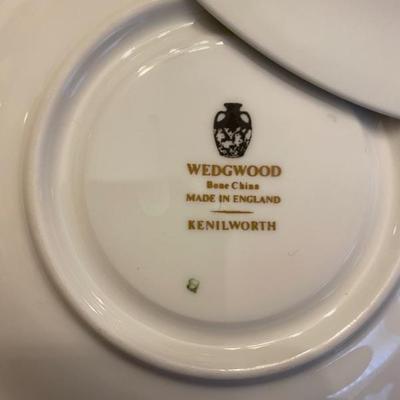 WEDGWOOD
Bone China
MADE IN ENGLAND
KENILWORTH